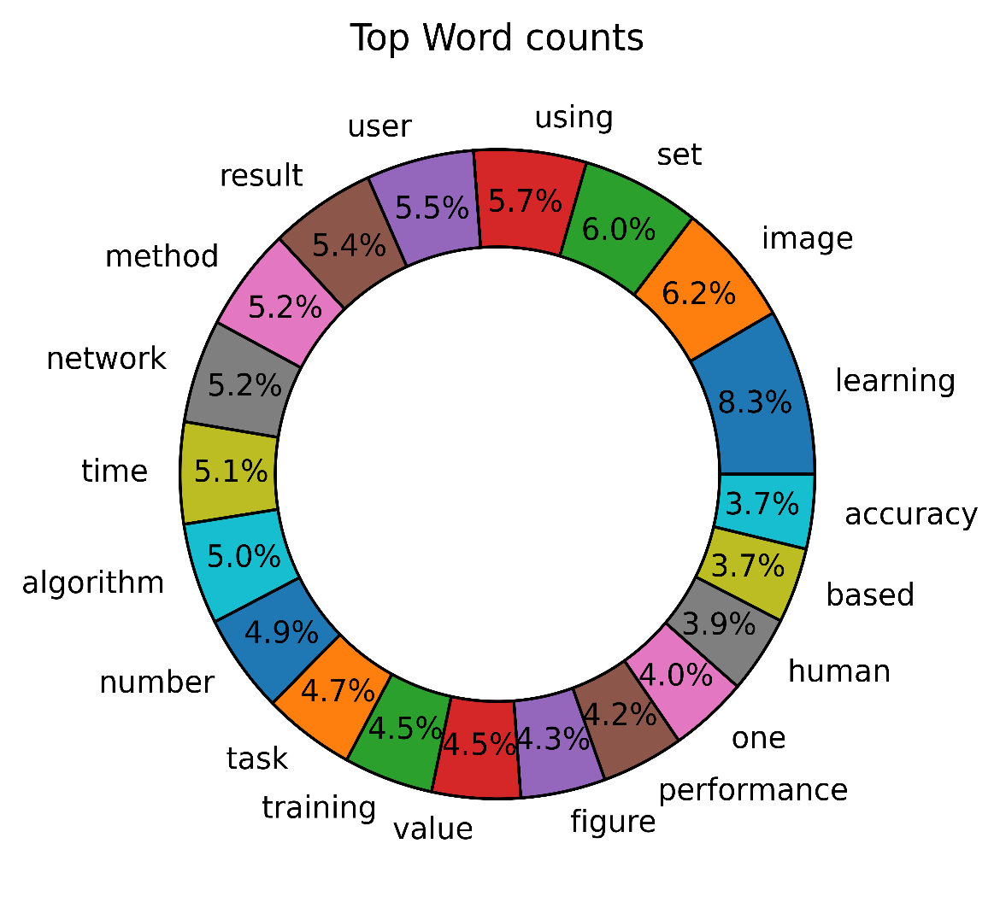 Top Word counts
learning
8.3%
image
6.2%
set
6.0%
using
5.7%
user
5.5%
result
5.4%
method
5.2%
network
5.2%
time
5.1%
algorithm
5.0%
number
4.9%
task
4.7%
training
4.5%
value
4.5%
figure
4.3%
performance
4.2%
one
4.0%
human
3.9%
based
3.7%
accuracy
3.7%